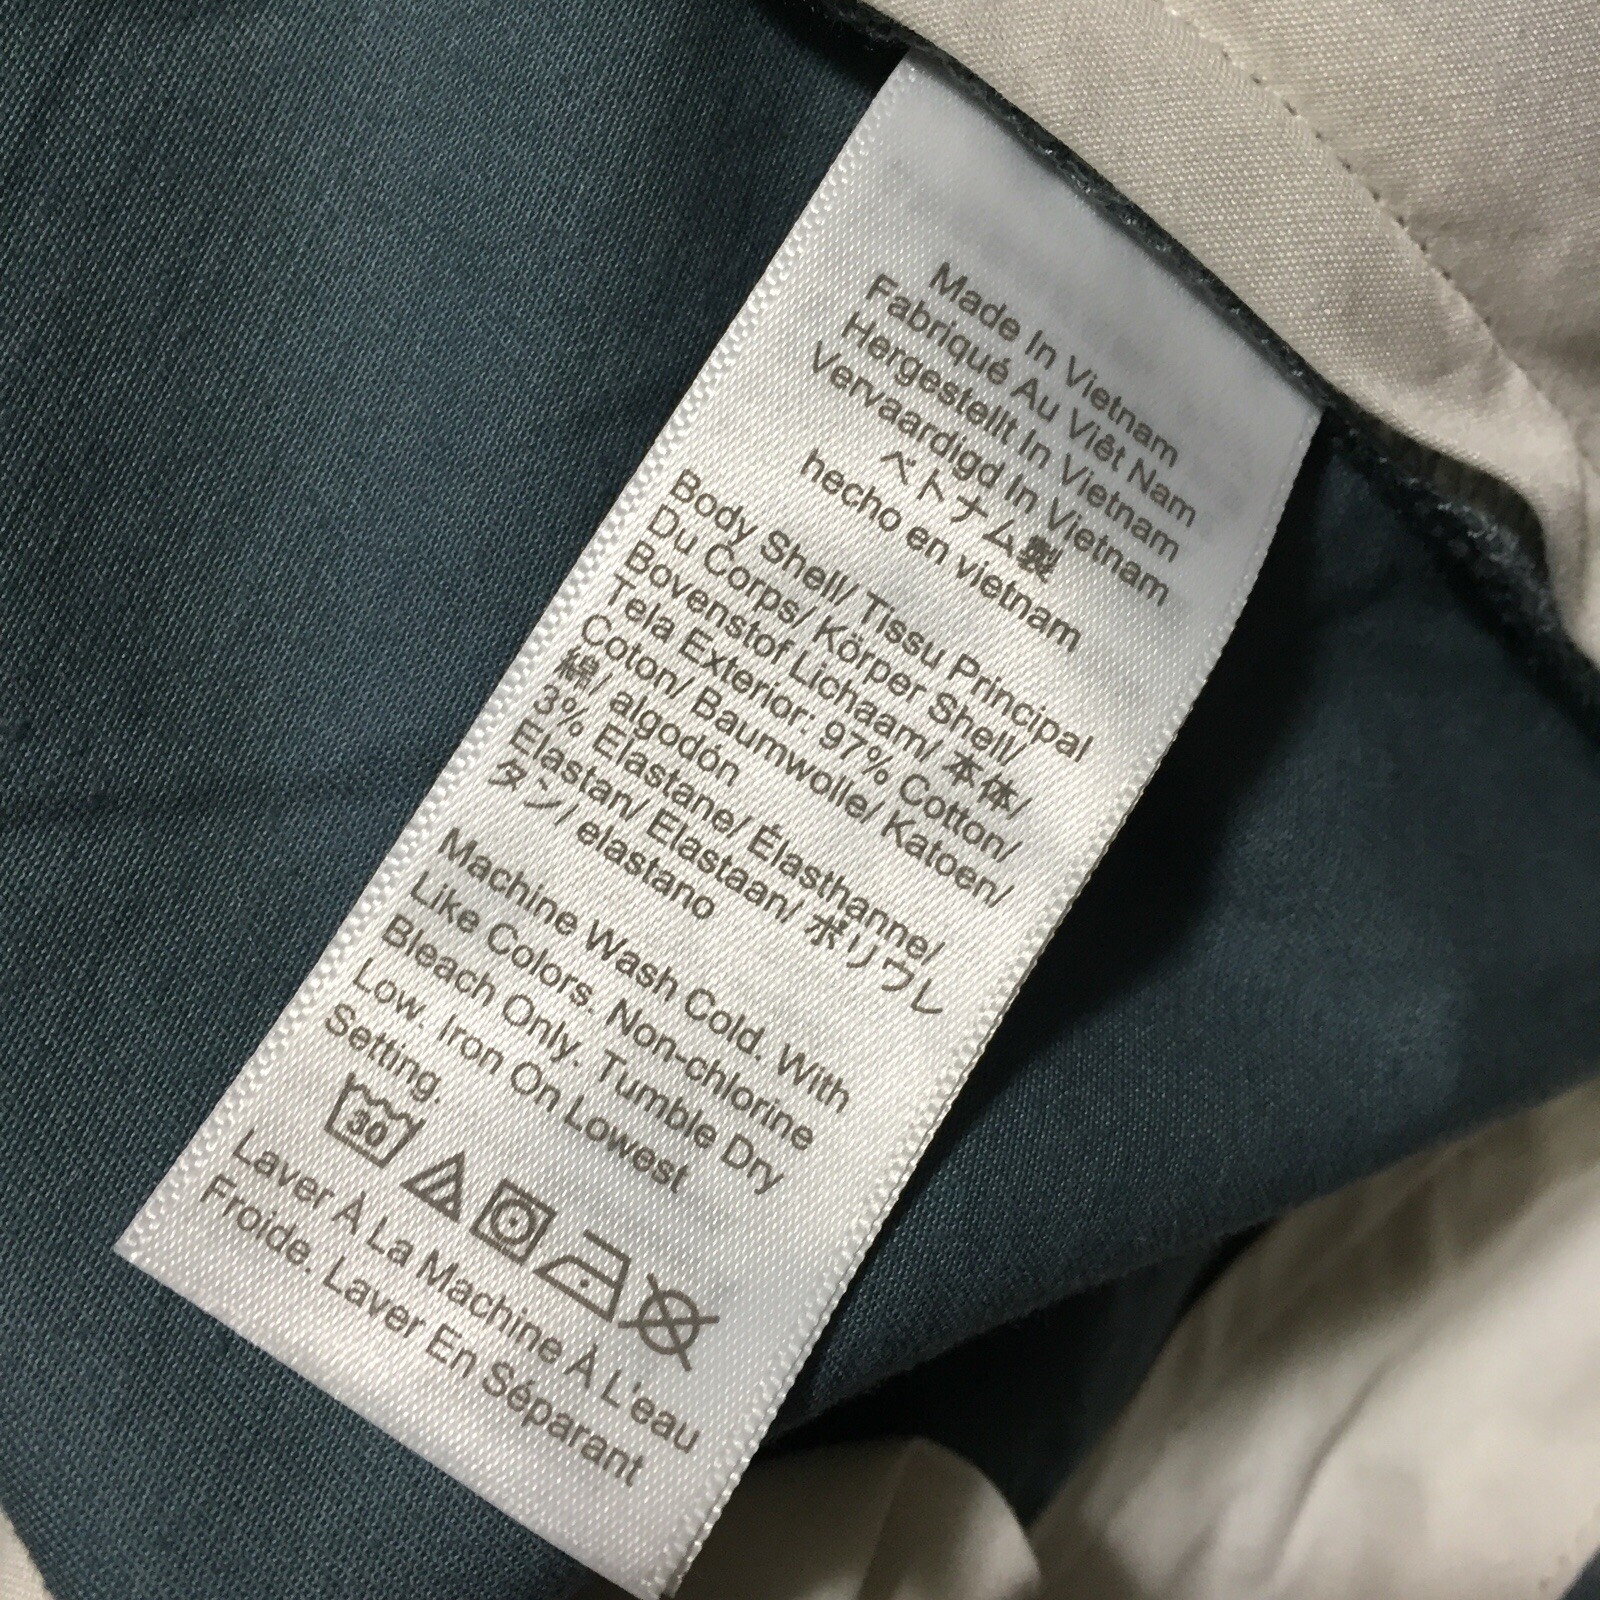 Made In Vietnam
Fabriqué Au Viêt Nam
Hergestellt In Vietnam
Vervaardigd In Vietnam
ベトナム製
hecho en vietnam
Body Shell/ Tissu Principal
Du Corps/ Körper Shell/
Bovenstof Lichaam/ 本体/
Tela Exterior: 97% Cotton/
Coton/ Baumwolle/ Katoen/
綿/ algodón
3% Elastane/ Élasthanne/
Elastan/ Elastaan/ ポリウレ
タン/ elastano
Machine Wash Cold. With
Like Colors. Non-chlorine
Bleach Only. Tumble Dry
Low. Iron On Lowest
Setting.
30
Laver À La Machine À L'eau
Froide. Laver En Séparant